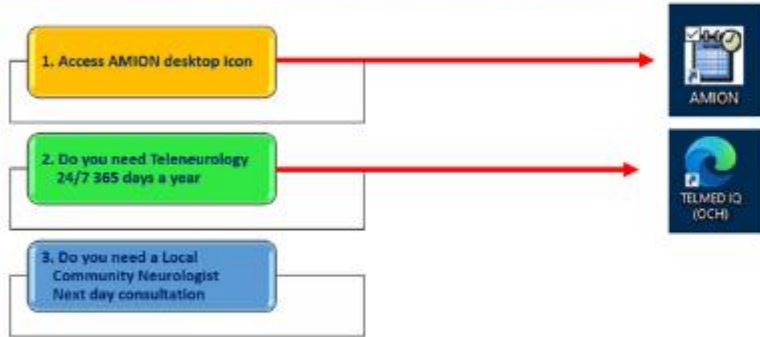 1. Access AMION desktop icon
AMION
2. Do you need Teleneurology
24/7 365 days a year
TELMED IQ
(OCH)
3. Do you need a Local
Community Neurologist
Next day consultation